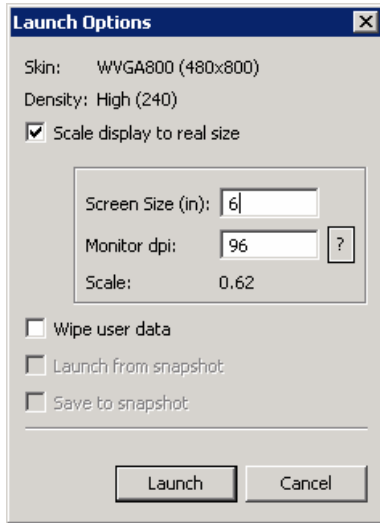 Launch Options
Skin: WVGA800 (480x800)
Density: High (240)
Scale display to real size
Screen Size (in): 6
Monitor dpi: 96 ?
Scale: 0.62
Wipe user data
Launch from snapshot
Save to snapshot
Launch Cancel